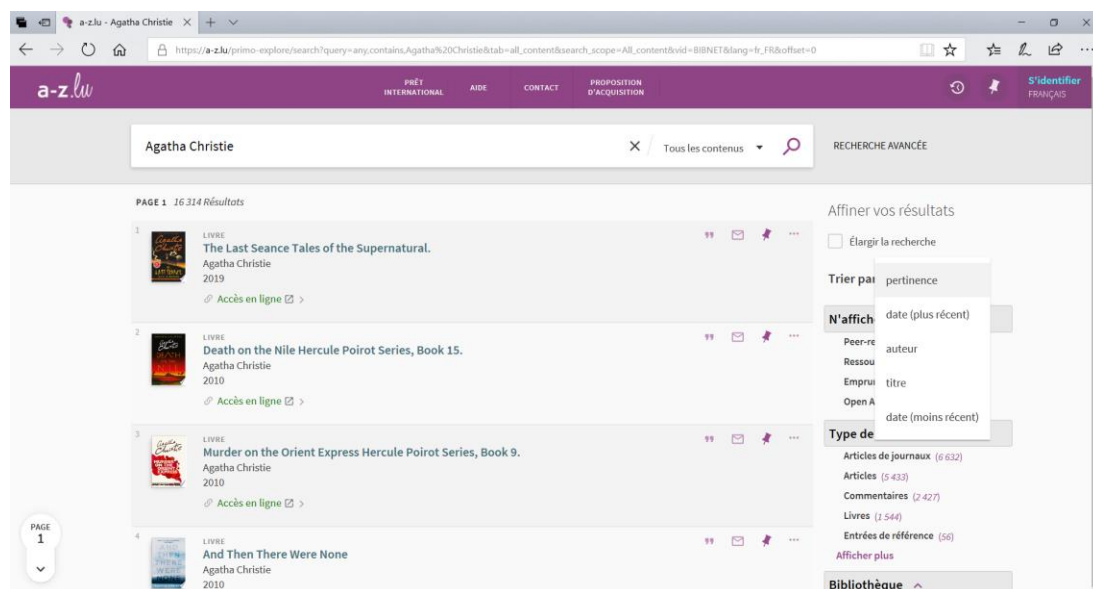 a-z.lu - Agatha Christie
https://a-z.lu/primo-explore/search?query=any,contains,Agatha%20Christie&tab=all_content&search_scope=All_content&vid=BIBNET&lang=fr_FR&offset=0
a-z.lu
PRÊT INTERNATIONAL
AIDE
CONTACT
PROPOSITION D'ACQUISITION
S'identifier
FRANÇAIS
Agatha Christie
Tous les contenus
RECHERCHE AVANCÉE
PAGE 1 16 314 Résultats
1
LIVRE
The Last Seance Tales of the Supernatural.
Agatha Christie
2019
Accès en ligne
2
LIVRE
Death on the Nile Hercule Poirot Series, Book 15.
Agatha Christie
2010
Accès en ligne
3
LIVRE
Murder on the Orient Express Hercule Poirot Series, Book 9.
Agatha Christie
2010
Accès en ligne
4
LIVRE
And Then There Were None
Agatha Christie
2010
PAGE
1
Affiner vos résultats
Élargir la recherche
Trier par
pertinence
date (plus récent)
auteur
titre
date (moins récent)
N'affich
Peer-re
Ressou
Emprun
Open A
Type de
Articles de journaux (6 632)
Articles (5 433)
Commentaires (2 427)
Livres (1 544)
Entrées de référence (56)
Afficher plus
Bibliothèque